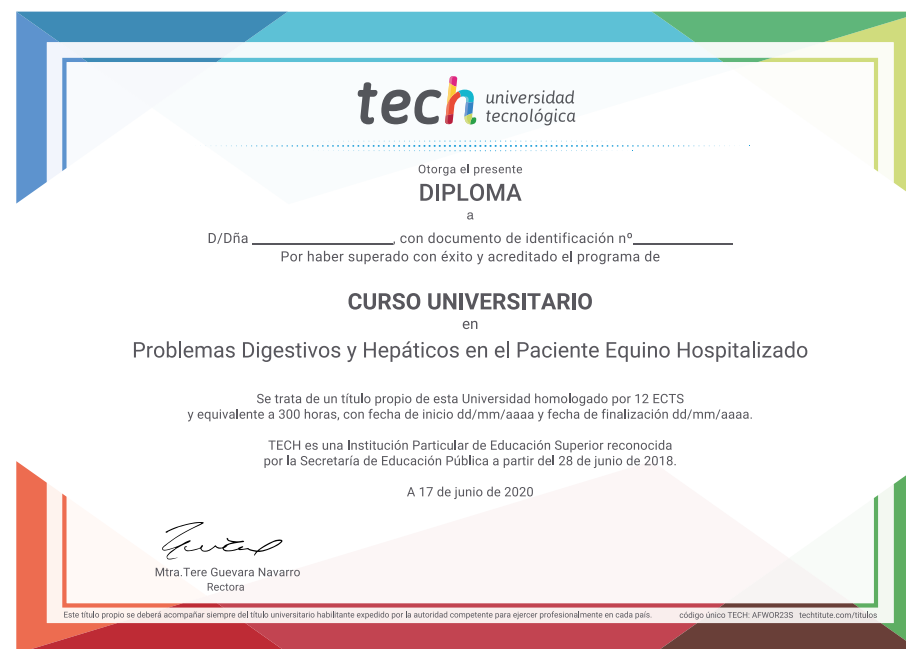 tech universidad
tecnológica
Otorga el presente
DIPLOMA
a
D/Dña ____________________, con documento de identificación nº______________
Por haber superado con éxito y acreditado el programa de
CURSO UNIVERSITARIO
en
Problemas Digestivos y Hepáticos en el Paciente Equino Hospitalizado
Se trata de un título propio de esta Universidad homologado por 12 ECTS
y equivalente a 300 horas, con fecha de inicio dd/mm/aaaa y fecha de finalización dd/mm/aaaa.
TECH es una Institución Particular de Educación Superior reconocida
por la Secretaría de Educación Pública a partir del 28 de junio de 2018.
A 17 de junio de 2020
Mtra.Tere Guevara Navarro
Rectora
Este título propio se deberá acompañar siempre del título universitario habilitante expedido por la autoridad competente para ejercer profesionalmente en cada país. código único TECH: AFWOR23S techtitute.com/titulos